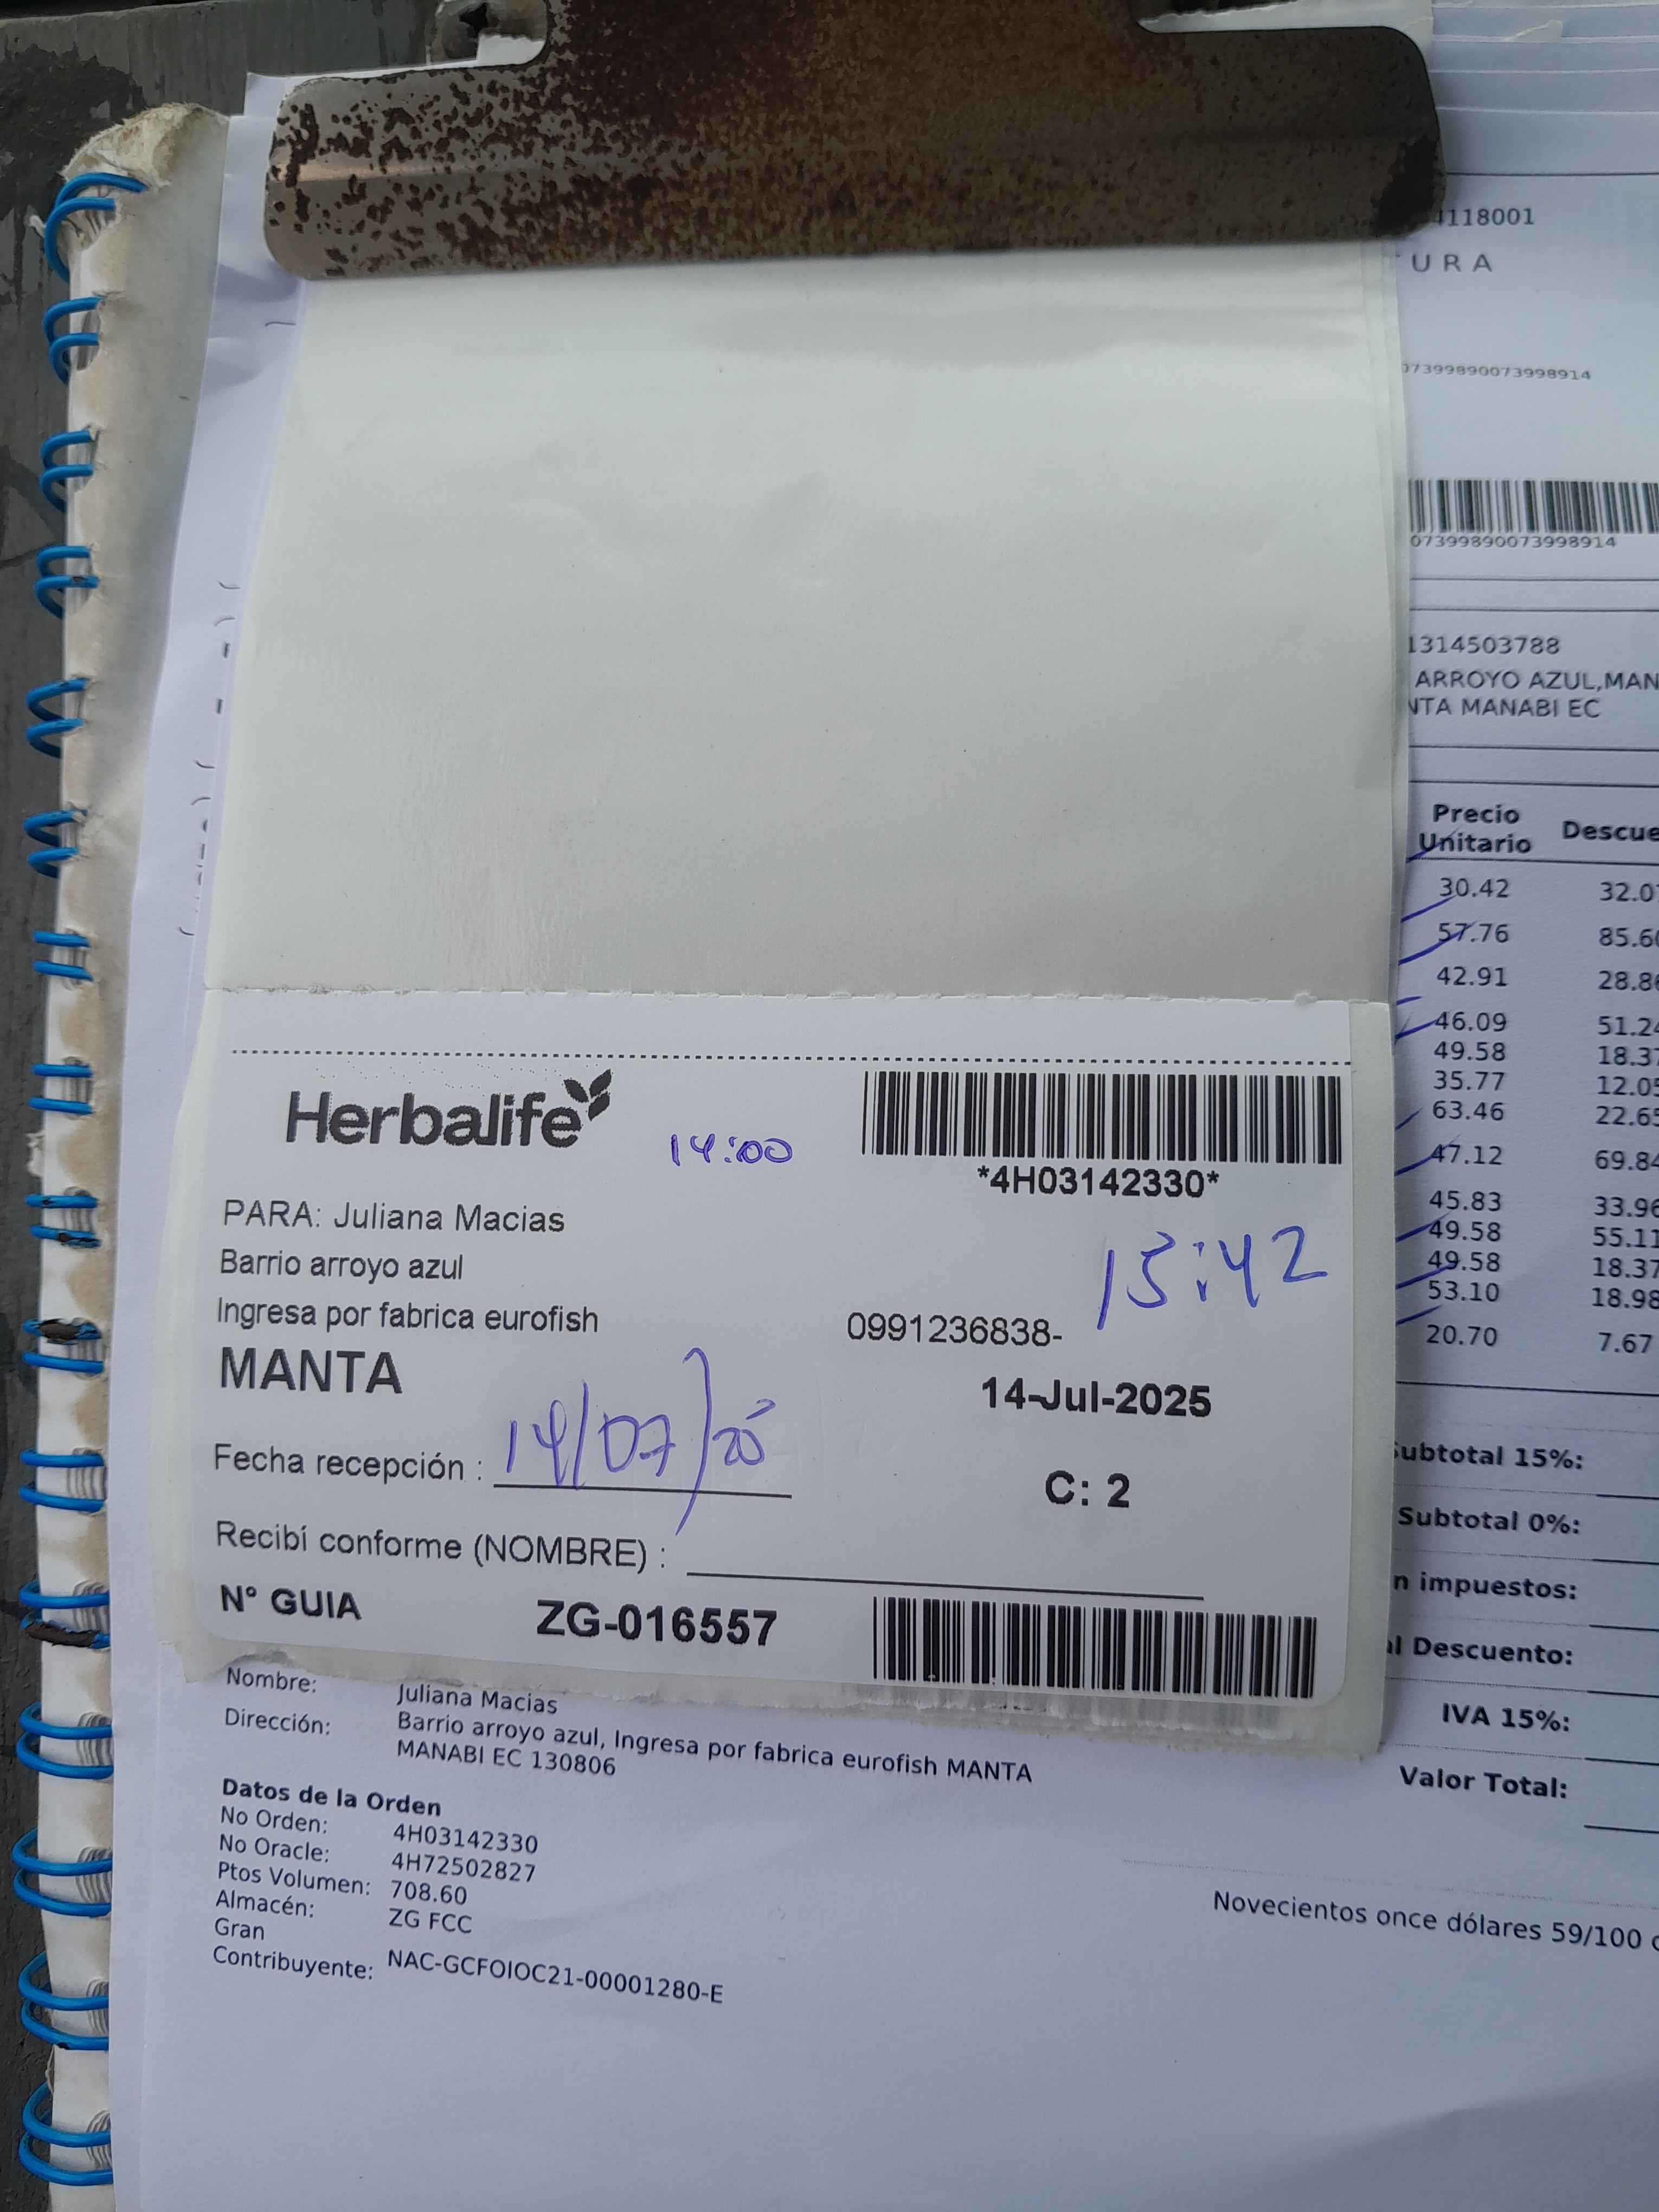 4118001
URA
07399890073998914
07399890073998914
1314503788
ARROYO AZUL,MAN
NTA MANABI EC
Precio
Unitario Descue
30.42 32.0
57.76 85.6
42.91 28.8
46.09 51.24
49.58 18.37
35.77 12.05
63.46 22.65
47.12 69.84
45.83 33.96
49.58 55.11
49.58 18.37
53.10 18.98
20.70 7.67
ubtotal 15%:
Subtotal 0%:
n impuestos:
l Descuento:
IVA 15%:
Valor Total:
Herbalife
14:00
*4H03142330*
PARA: Juliana Macias
15:42
Barrio arroyo azul
Ingresa por fabrica eurofish
0991236838-
MANTA
14-Jul-2025
Fecha recepción : 14/07/25
C: 2
Recibí conforme (NOMBRE) :
N° GUIA ZG-016557
Nombre: Juliana Macias
Dirección: Barrio arroyo azul, Ingresa por fabrica eurofish MANTA
MANABI EC 130806
Datos de la Orden
No Orden: 4H03142330
No Oracle: 4H72502827
Ptos Volumen: 708.60
Almacén: ZG FCC
Gran
Contribuyente: NAC-GCFOIOC21-00001280-E
Novecientos once dólares 59/100